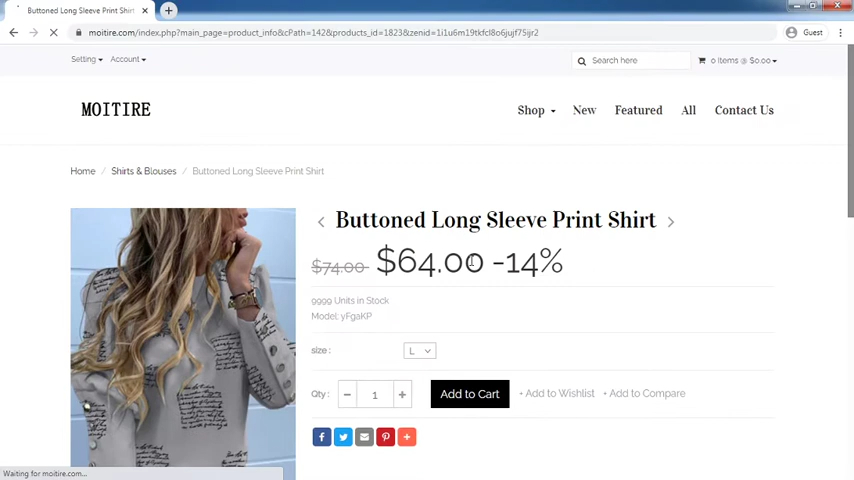 Buttoned Long Sleeve Print Shirt
moitire.com/index.php?main_page=product_info&cPath=142&products_id=1823&zenid=1i1u6m19tkfcl8o6jujf75ijr2
Guest
Setting
Account
Search here
0 Items @ $0.00
MOITIRE
Shop
New
Featured
All
Contact Us
Home / Shirts & Blouses / Buttoned Long Sleeve Print Shirt
Buttoned Long Sleeve Print Shirt
$74.00 $64.00 -14%
9999 Units in Stock
Model: yFgaKP
size :
L
Qty :
1
Add to Cart
+ Add to Wishlist
+ Add to Compare
Waiting for moitire.com...